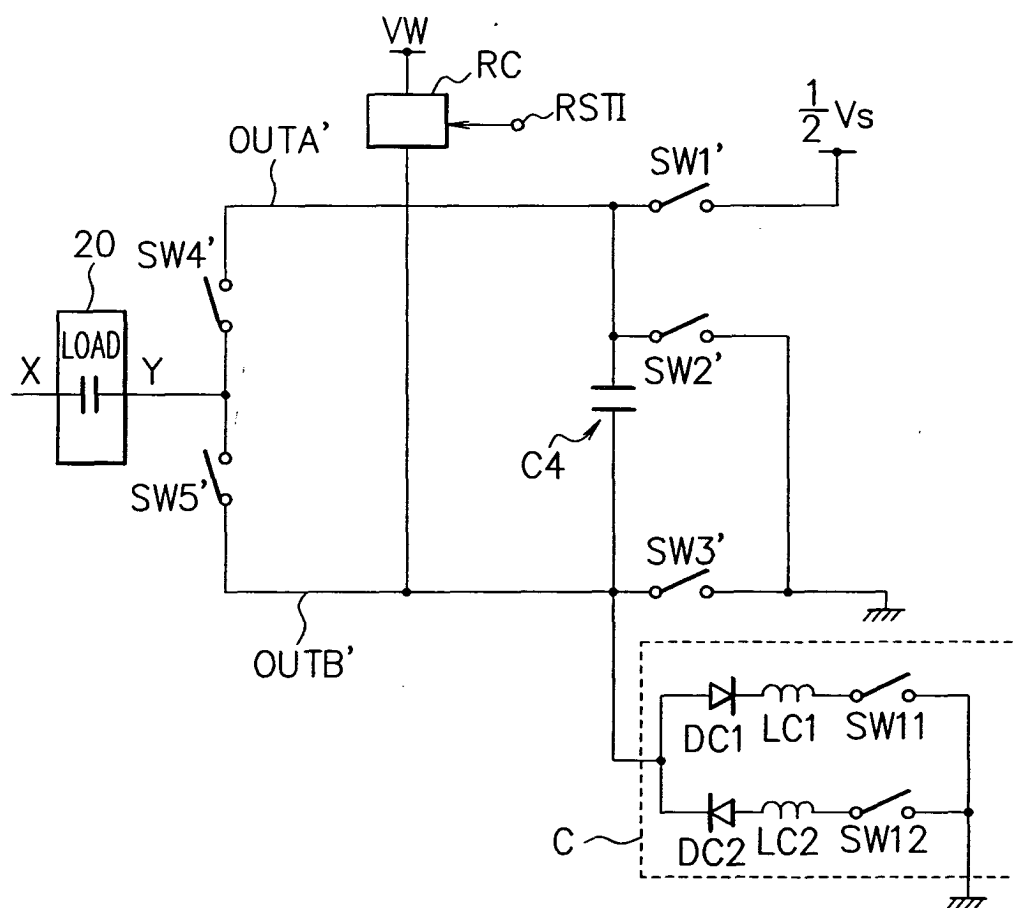 VW
RC
RSTI
1/2 Vs
OUTA'
SW1'
20
SW4'
LOAD
X
Y
SW2'
C4
SW5'
SW3'
OUTB'
DC1
LC1
SW11
C
DC2
LC2
SW12